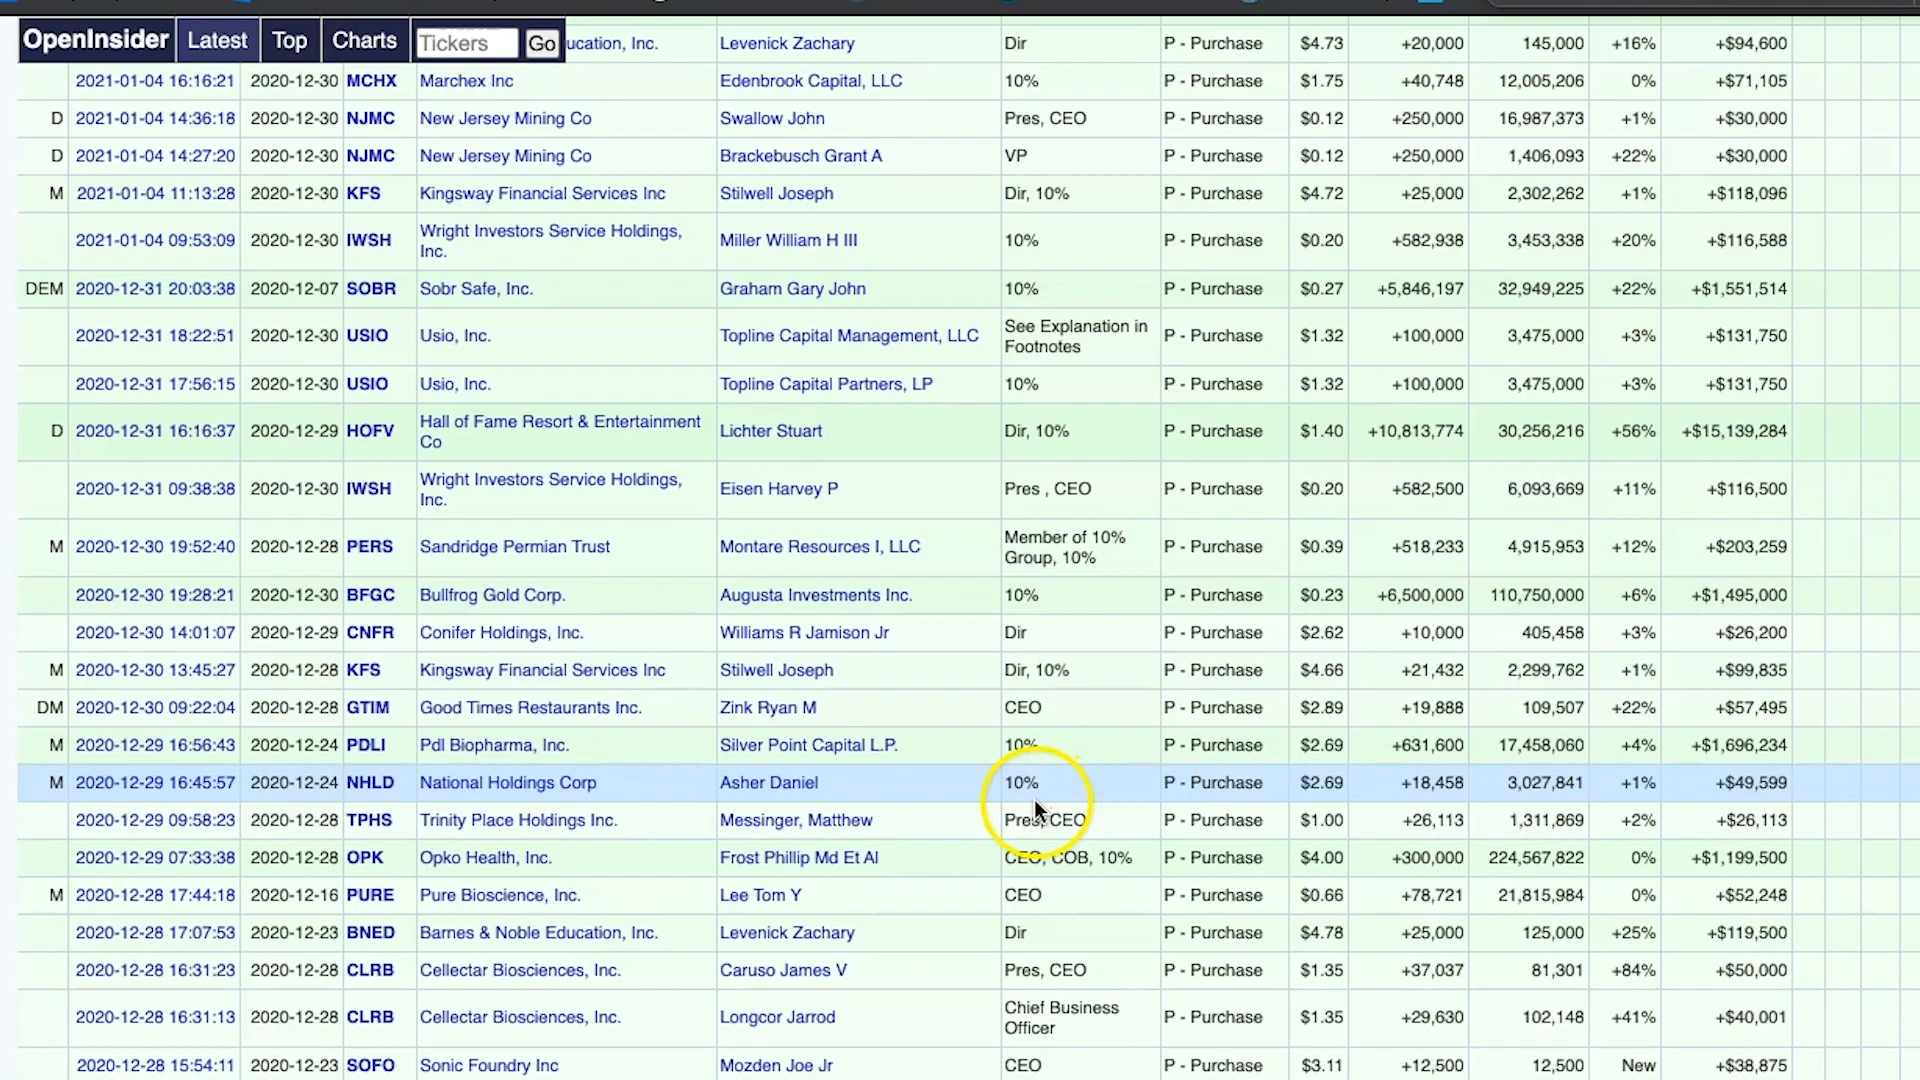 OpenInsider Latest Top Charts Tickers Go ucation, Inc. Levenick Zachary Dir P - Purchase $4.73 +20,000 145,000 +16% +$94,600
2021-01-04 16:16:21 2020-12-30 MCHX Marchex Inc Edenbrook Capital, LLC 10% P - Purchase $1.75 +40,748 12,005,206 0% +$71,105
D 2021-01-04 14:36:18 2020-12-30 NJMC New Jersey Mining Co Swallow John Pres, CEO P - Purchase $0.12 +250,000 16,987,373 +1% +$30,000
D 2021-01-04 14:27:20 2020-12-30 NJMC New Jersey Mining Co Brackebusch Grant A VP P - Purchase $0.12 +250,000 1,406,093 +22% +$30,000
M 2021-01-04 11:13:28 2020-12-30 KFS Kingsway Financial Services Inc Stilwell Joseph Dir, 10% P - Purchase $4.72 +25,000 2,302,262 +1% +$118,096
2021-01-04 09:53:09 2020-12-30 IWSH Wright Investors Service Holdings, Inc. Miller William H III 10% P - Purchase $0.20 +582,938 3,453,338 +20% +$116,588
DEM 2020-12-31 20:03:38 2020-12-07 SOBR Sobr Safe, Inc. Graham Gary John 10% P - Purchase $0.27 +5,846,197 32,949,225 +22% +$1,551,514
2020-12-31 18:22:51 2020-12-30 USIO Usio, Inc. Topline Capital Management, LLC See Explanation in Footnotes P - Purchase $1.32 +100,000 3,475,000 +3% +$131,750
2020-12-31 17:56:15 2020-12-30 USIO Usio, Inc. Topline Capital Partners, LP 10% P - Purchase $1.32 +100,000 3,475,000 +3% +$131,750
D 2020-12-31 16:16:37 2020-12-29 HOFV Hall of Fame Resort & Entertainment Co Lichter Stuart Dir, 10% P - Purchase $1.40 +10,813,774 30,256,216 +56% +$15,139,284
2020-12-31 09:38:38 2020-12-30 IWSH Wright Investors Service Holdings, Inc. Eisen Harvey P Pres , CEO P - Purchase $0.20 +582,500 6,093,669 +11% +$116,500
M 2020-12-30 19:52:40 2020-12-28 PERS Sandridge Permian Trust Montare Resources I, LLC Member of 10% Group, 10% P - Purchase $0.39 +518,233 4,915,953 +12% +$203,259
2020-12-30 19:28:21 2020-12-30 BFGC Bullfrog Gold Corp. Augusta Investments Inc. 10% P - Purchase $0.23 +6,500,000 110,750,000 +6% +$1,495,000
2020-12-30 14:01:07 2020-12-29 CNFR Conifer Holdings, Inc. Williams R Jamison Jr Dir P - Purchase $2.62 +10,000 405,458 +3% +$26,200
M 2020-12-30 13:45:27 2020-12-28 KFS Kingsway Financial Services Inc Stilwell Joseph Dir, 10% P - Purchase $4.66 +21,432 2,299,762 +1% +$99,835
DM 2020-12-30 09:22:04 2020-12-28 GTIM Good Times Restaurants Inc. Zink Ryan M CEO P - Purchase $2.89 +19,888 109,507 +22% +$57,495
M 2020-12-29 16:56:43 2020-12-24 PDLI Pdl Biopharma, Inc. Silver Point Capital L.P. 10% P - Purchase $2.69 +631,600 17,458,060 +4% +$1,696,234
M 2020-12-29 16:45:57 2020-12-24 NHLD National Holdings Corp Asher Daniel 10% P - Purchase $2.69 +18,458 3,027,841 +1% +$49,599
2020-12-29 09:58:23 2020-12-28 TPHS Trinity Place Holdings Inc. Messinger, Matthew Pres, CEO P - Purchase $1.00 +26,113 1,311,869 +2% +$26,113
2020-12-29 07:33:38 2020-12-28 OPK Opko Health, Inc. Frost Phillip Md Et Al CEO, COB, 10% P - Purchase $4.00 +300,000 224,567,822 0% +$1,199,500
M 2020-12-28 17:44:18 2020-12-16 PURE Pure Bioscience, Inc. Lee Tom Y CEO P - Purchase $0.66 +78,721 21,815,984 0% +$52,248
2020-12-28 17:07:53 2020-12-23 BNED Barnes & Noble Education, Inc. Levenick Zachary Dir P - Purchase $4.78 +25,000 125,000 +25% +$119,500
2020-12-28 16:31:23 2020-12-28 CLRB Cellectar Biosciences, Inc. Caruso James V Pres, CEO P - Purchase $1.35 +37,037 81,301 +84% +$50,000
2020-12-28 16:31:13 2020-12-28 CLRB Cellectar Biosciences, Inc. Longcor Jarrod Chief Business Officer P - Purchase $1.35 +29,630 102,148 +41% +$40,001
2020-12-28 15:54:11 2020-12-23 SOFO Sonic Foundry Inc Mozden Joe Jr CEO P - Purchase $3.11 +12,500 12,500 New +$38,875